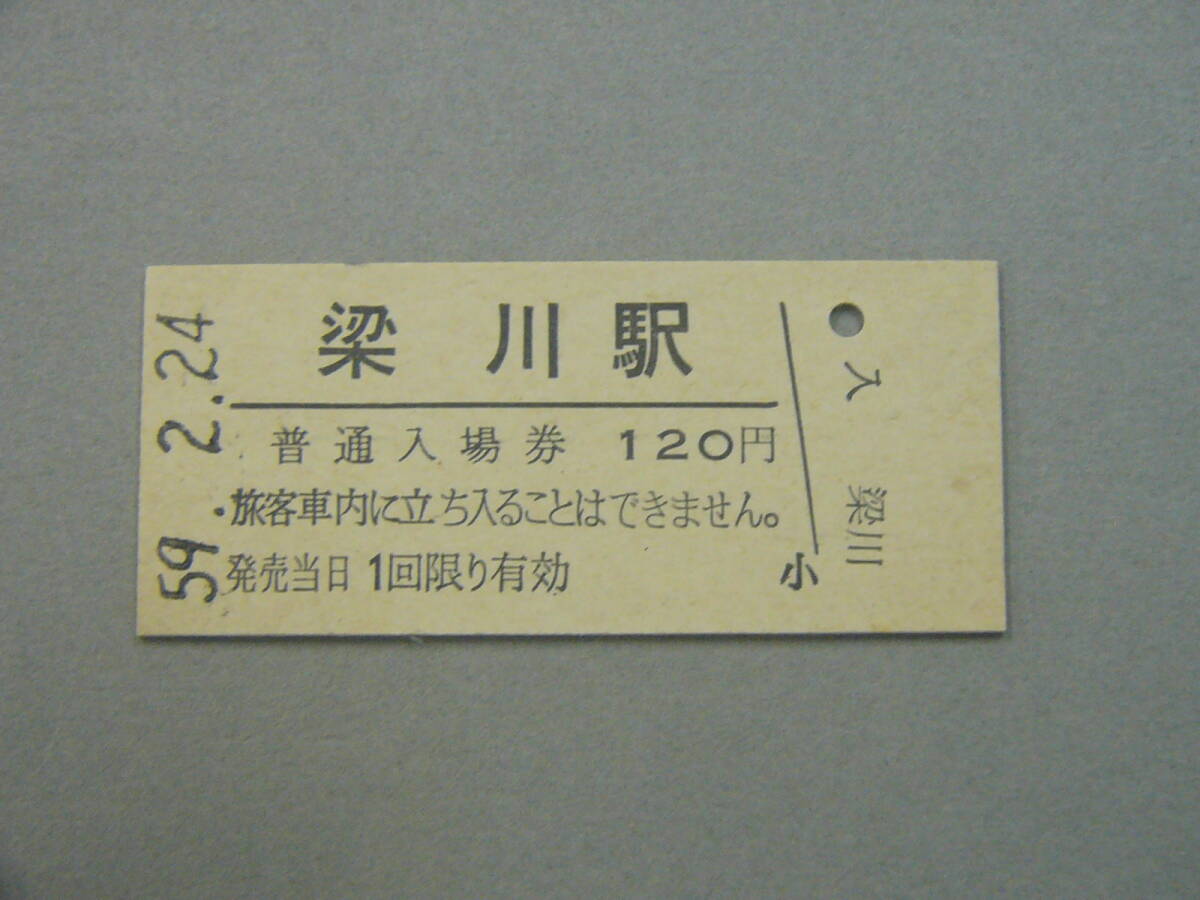 梁川駅
普通入場券 120円
旅客車内に立ち入ることはできません。
発売当日1回限り有効
小
59.2.24
入
梁川